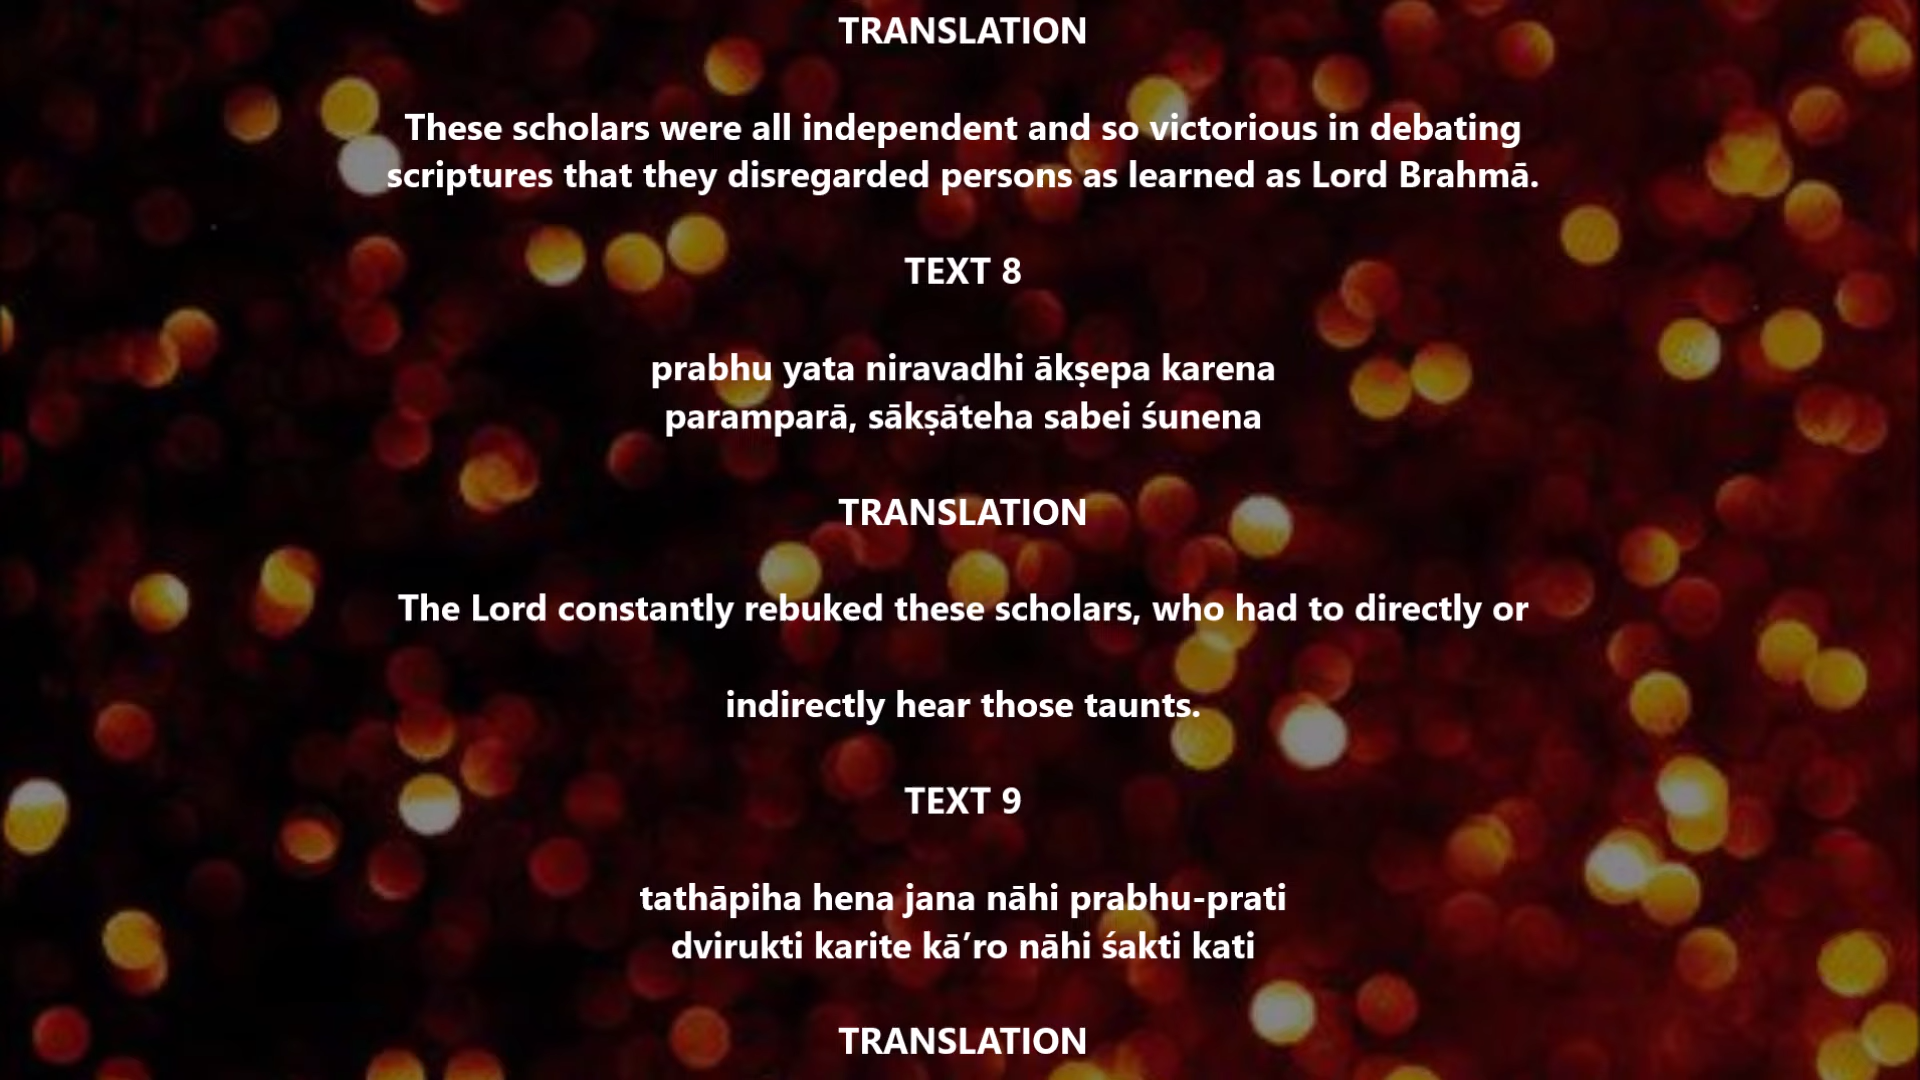 TRANSLATION
These scholars were all independent and so victorious in debating
scriptures that they disregarded persons as learned as Lord Brahmā.
TEXT 8
prabhu yata niravadhi ākṣepa karena
paramparā, sākṣāteha sabei śunena
TRANSLATION
The Lord constantly rebuked these scholars, who had to directly or
indirectly hear those taunts.
TEXT 9
tathāpiha hena jana nāhi prabhu-prati
dvirukti karite kā’ro nāhi śakti kati
TRANSLATION